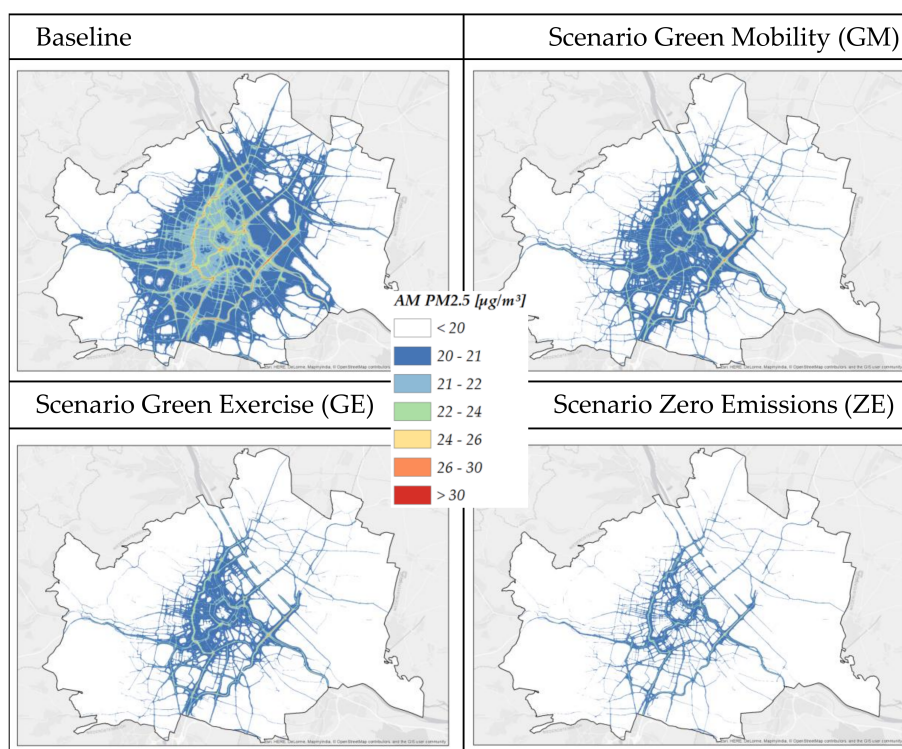 Baseline
Scenario Green Mobility (GM)
AM PM2.5 [µg/m³]
< 20
20 - 21
21 - 22
22 - 24
24 - 26
26 - 30
> 30
Scenario Green Exercise (GE)
Scenario Zero Emissions (ZE)